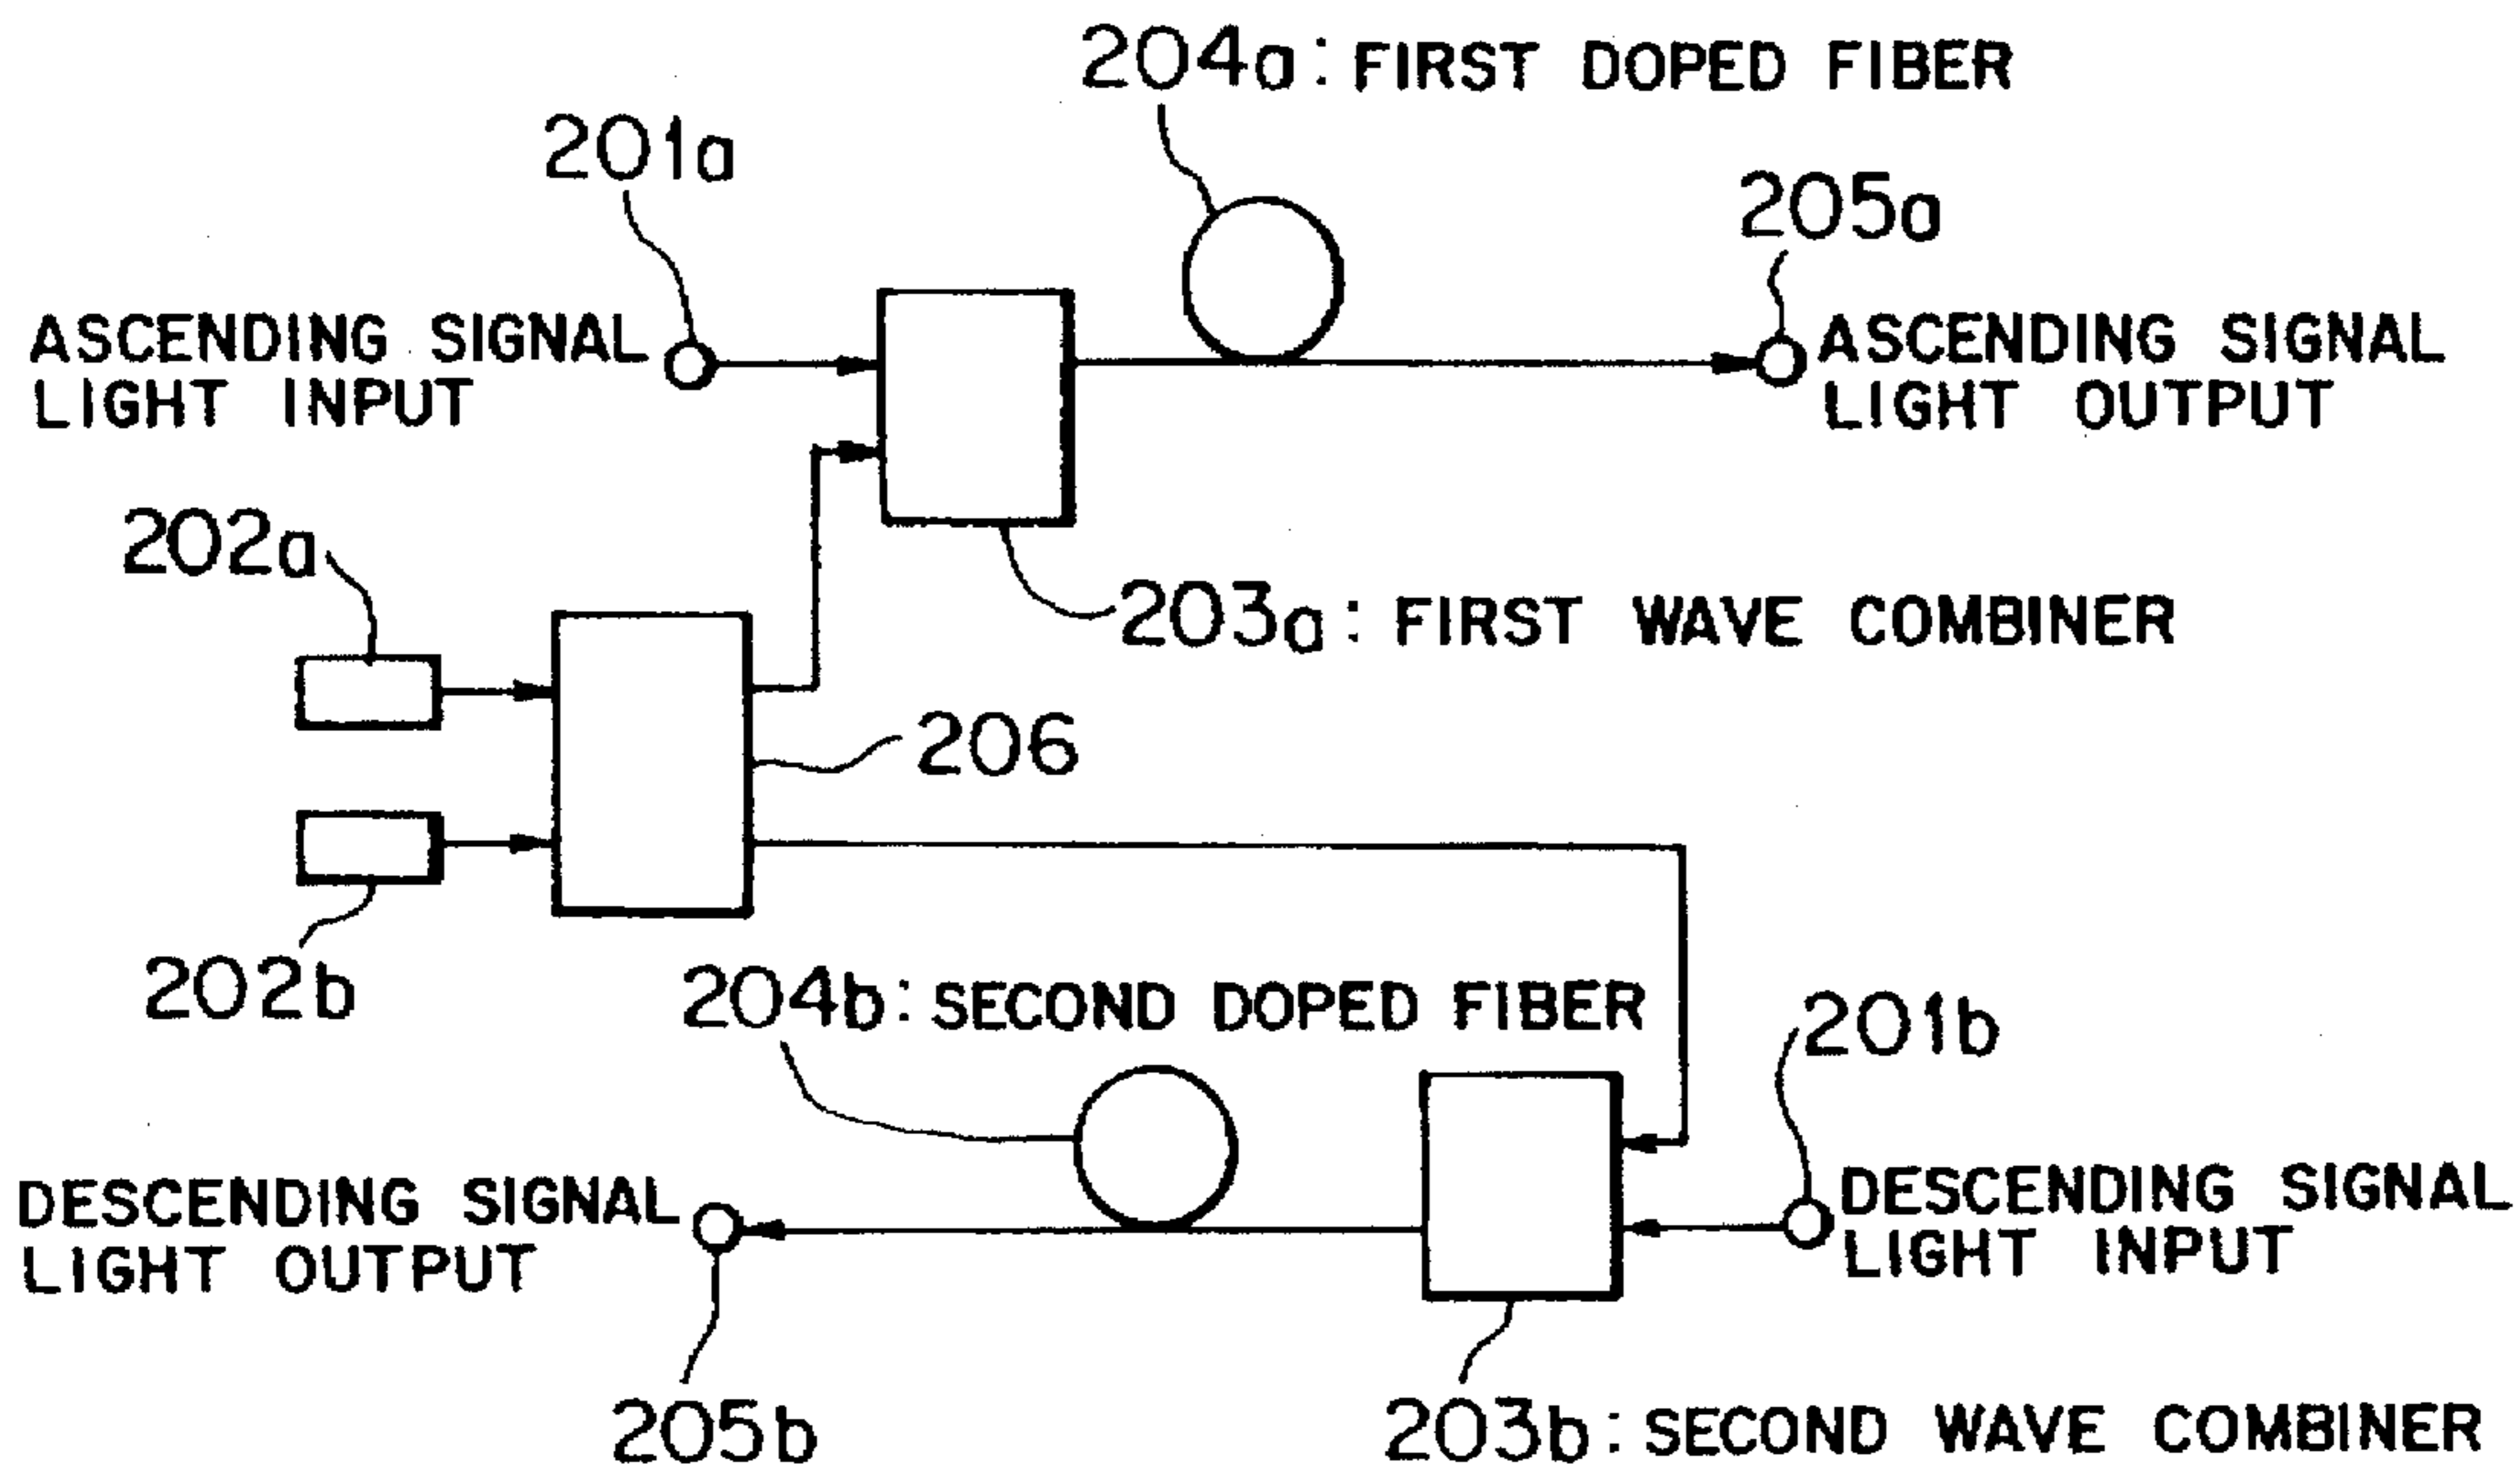 204a: FIRST DOPED FIBER
201a
205a
ASCENDING SIGNAL
LIGHT INPUT
ASCENDING SIGNAL
LIGHT OUTPUT
202a
203a: FIRST WAVE COMBINER
206
202b
204b: SECOND DOPED FIBER
201b
DESCENDING SIGNAL
LIGHT OUTPUT
DESCENDING SIGNAL
LIGHT INPUT
205b
203b: SECOND WAVE COMBINER